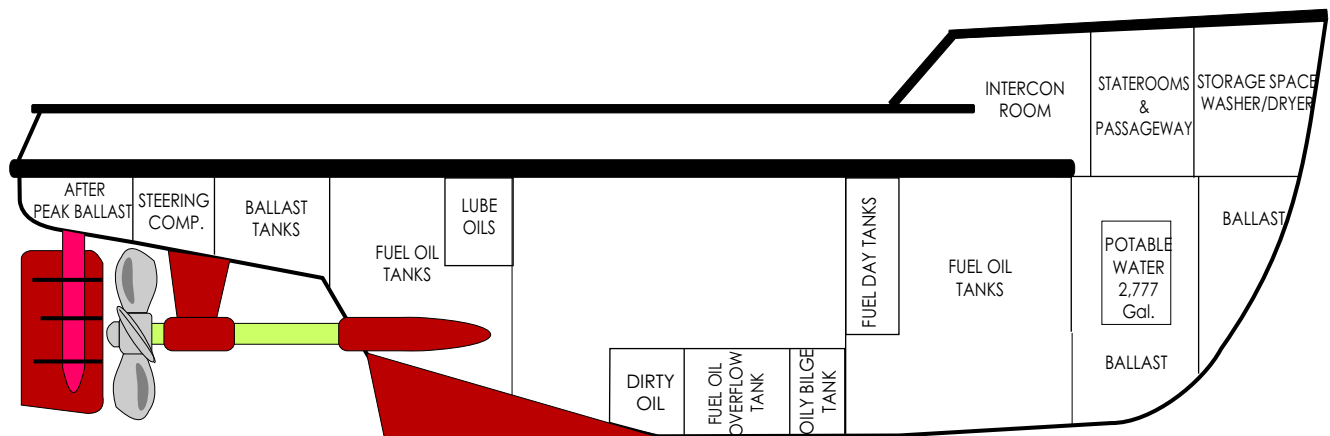 INTERCON
ROOM
STATEROOMS
&
PASSAGEWAY
STORAGE SPACE
WASHER/DRYER
AFTER
PEAK BALLAST
STEERING
COMP.
BALLAST
TANKS
FUEL OIL
TANKS
LUBE
OILS
FUEL DAY TANKS
FUEL OIL
TANKS
POTABLE
WATER
2,777
Gal.
BALLAST
BALLAST
DIRTY
OIL
FUEL OIL
OVERFLOW
TANK
OILY BILGE
TANK